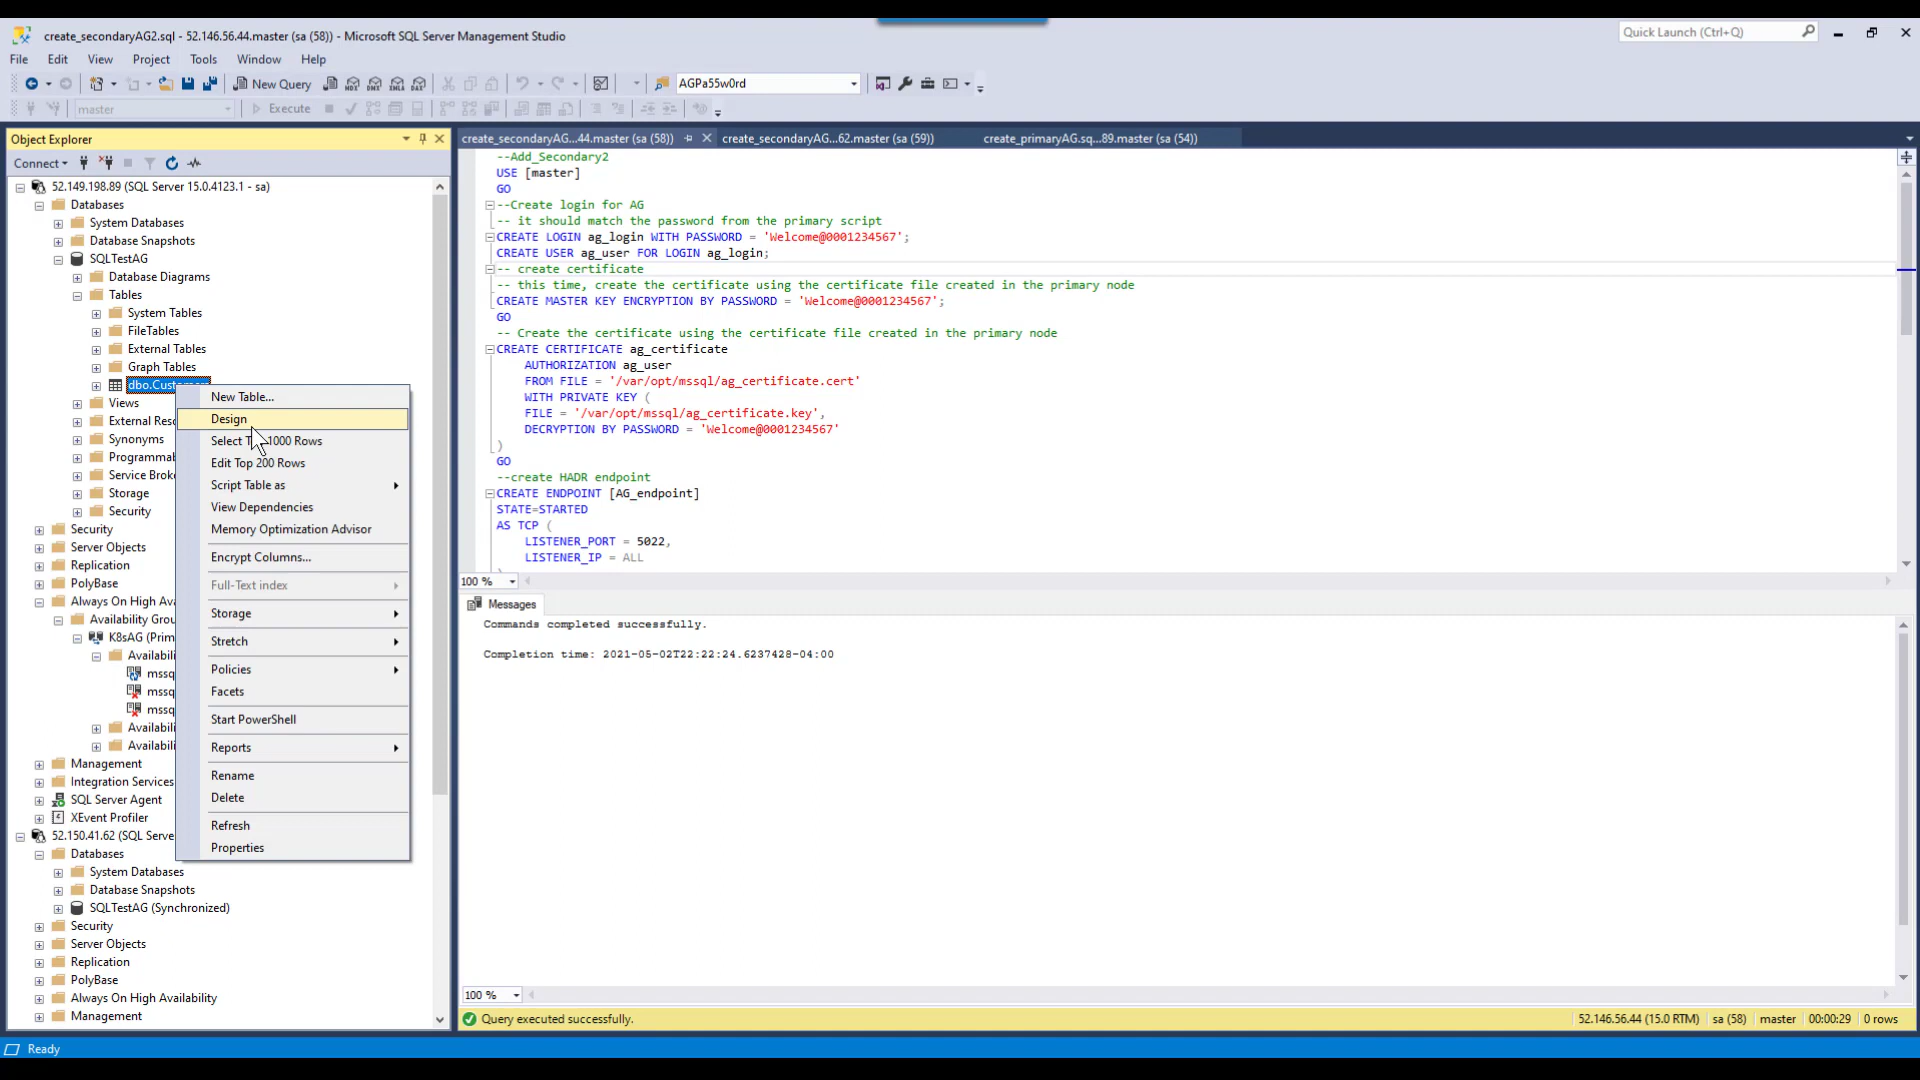 create_secondaryAG2.sql - 52.146.56.44.master (sa (58)) - Microsoft SQL Server Management Studio
Quick Launch (Ctrl+Q)
File Edit View Project Tools Window Help
New Query
AGPa55w0rd
master
Execute
Object Explorer
create_secondaryAG...44.master (sa (58))
create_secondaryAG...62.master (sa (59))
create_primaryAG.sq...89.master (sa (54))
Connect
52.149.198.89 (SQL Server 15.0.4123.1 - sa)
Databases
System Databases
Database Snapshots
SQLTestAG
Database Diagrams
Tables
System Tables
FileTables
External Tables
Graph Tables
dbo.Custom
Views
External Reso
Synonyms
Programmab
Service Broke
Storage
Security
Security
Server Objects
Replication
PolyBase
Always On High Ava
Availability Grou
K8sAG (Prim
Availabili
mssq
mssq
mssq
Availabili
Availabili
Management
Integration Services
SQL Server Agent
XEvent Profiler
52.150.41.62 (SQL Serve
Databases
System Databases
Database Snapshots
SQLTestAG (Synchronized)
Security
Server Objects
Replication
PolyBase
Always On High Availability
Management
New Table...
Design
Select T 1000 Rows
Edit Top 200 Rows
Script Table as
View Dependencies
Memory Optimization Advisor
Encrypt Columns...
Full-Text index
Storage
Stretch
Policies
Facets
Start PowerShell
Reports
Rename
Delete
Refresh
Properties
--Add_Secondary2
USE [master]
GO
--Create login for AG
-- it should match the password from the primary script
CREATE LOGIN ag_login WITH PASSWORD = 'Welcome@0001234567';
CREATE USER ag_user FOR LOGIN ag_login;
-- create certificate
-- this time, create the certificate using the certificate file created in the primary node
CREATE MASTER KEY ENCRYPTION BY PASSWORD = 'Welcome@0001234567';
GO
-- Create the certificate using the certificate file created in the primary node
CREATE CERTIFICATE ag_certificate
AUTHORIZATION ag_user
FROM FILE = '/var/opt/mssql/ag_certificate.cert'
WITH PRIVATE KEY (
FILE = '/var/opt/mssql/ag_certificate.key',
DECRYPTION BY PASSWORD = 'Welcome@0001234567'
)
GO
--create HADR endpoint
CREATE ENDPOINT [AG_endpoint]
STATE=STARTED
AS TCP (
LISTENER_PORT = 5022,
LISTENER_IP = ALL
100 %
Messages
Commands completed successfully.
Completion time: 2021-05-02T22:22:24.6237428-04:00
100 %
Query executed successfully.
52.146.56.44 (15.0 RTM) sa (58) master 00:00:29 0 rows
Ready